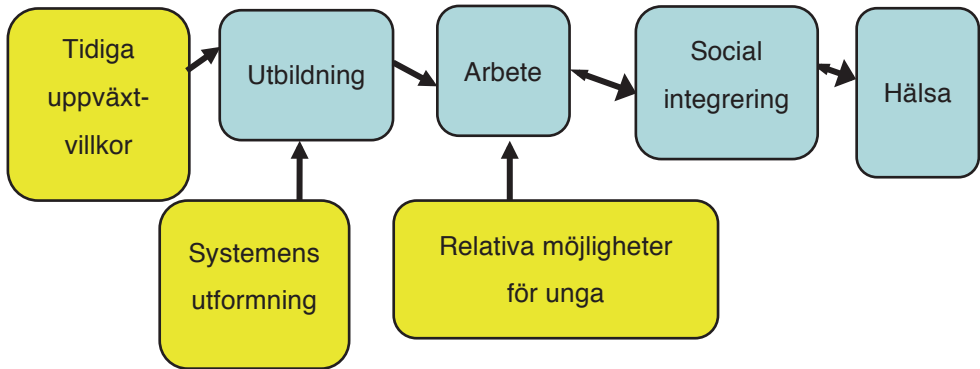 Tidiga
uppväxt-
villkor
Utbildning
Arbete
Social
integrering
Hälsa
Systemens
utformning
Relativa möjligheter
för unga